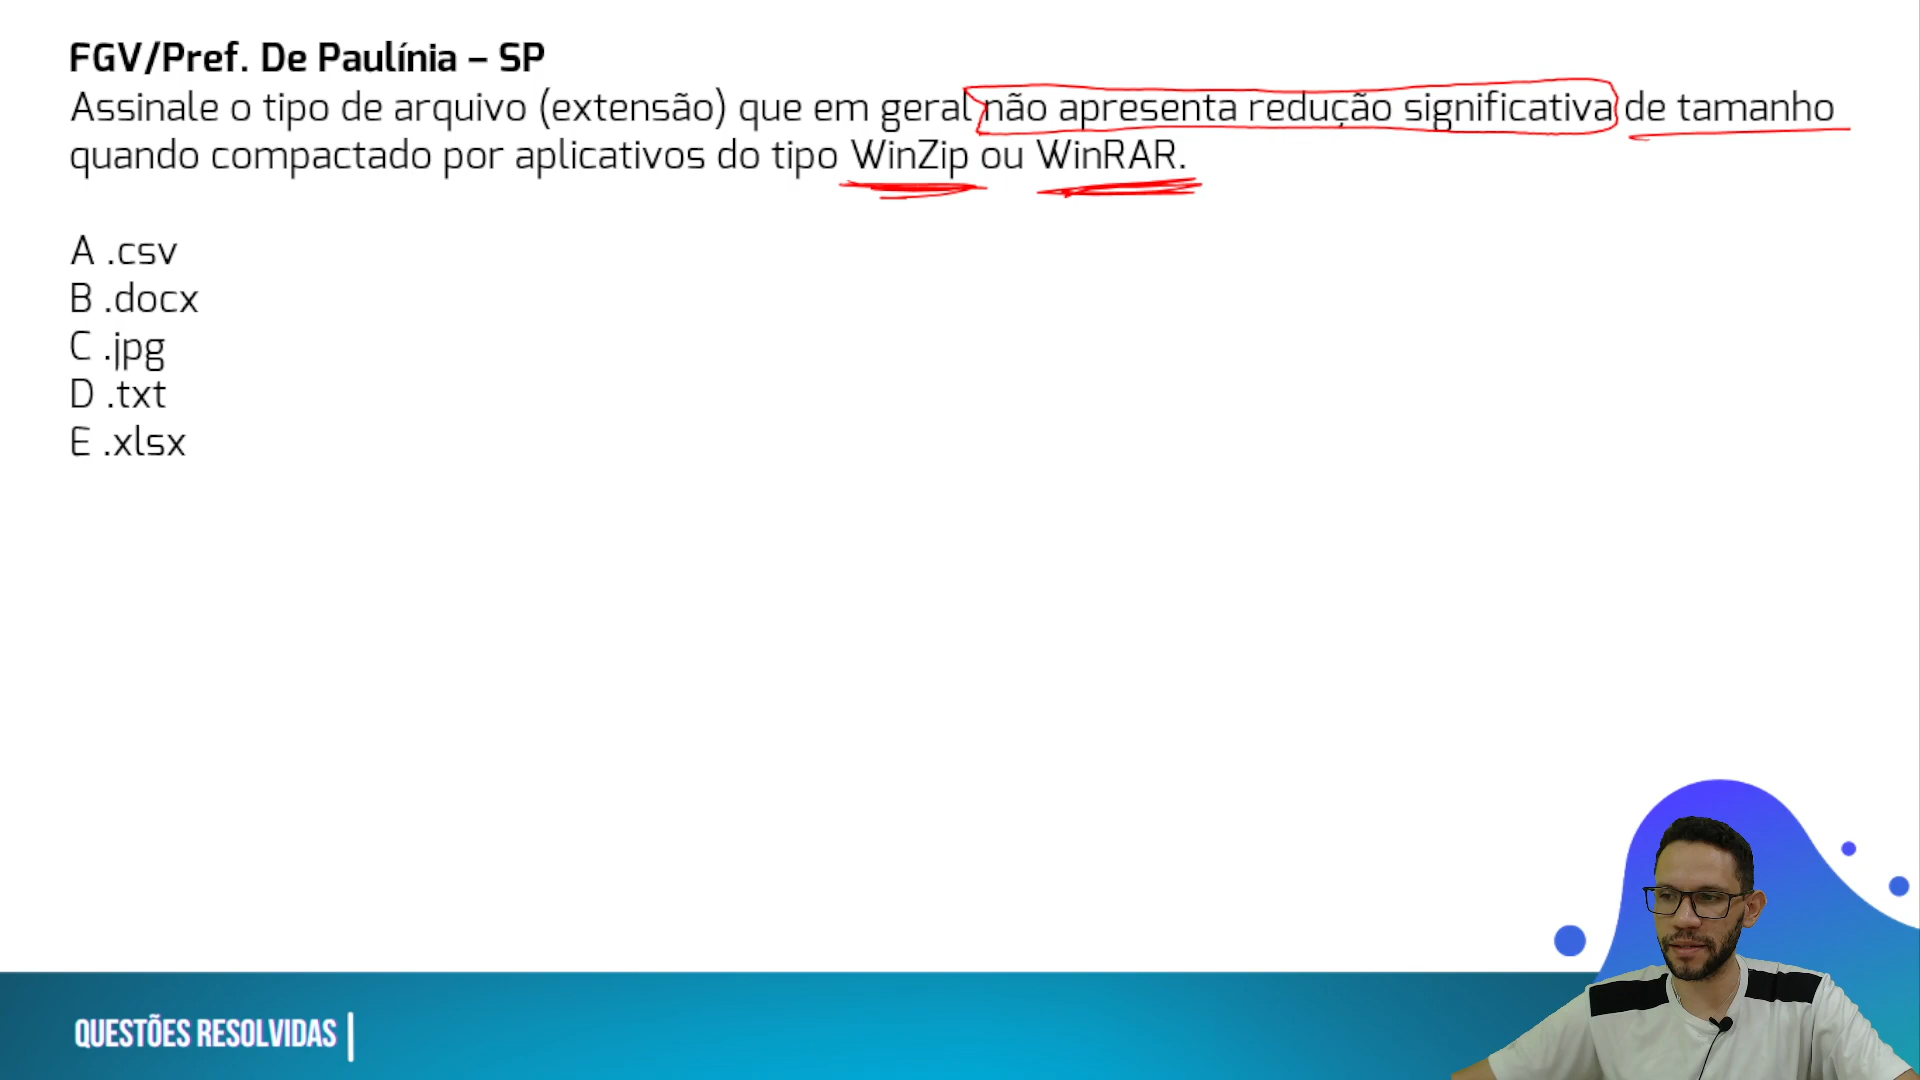 FGV/Pref. De Paulínia – SP
Assinale o tipo de arquivo (extensão) que em geral não apresenta redução significativa de tamanho
quando compactado por aplicativos do tipo WinZip ou WinRAR.
A .csv
B .docx
C .jpg
D .txt
E .xlsx
QUESTÕES RESOLVIDAS |